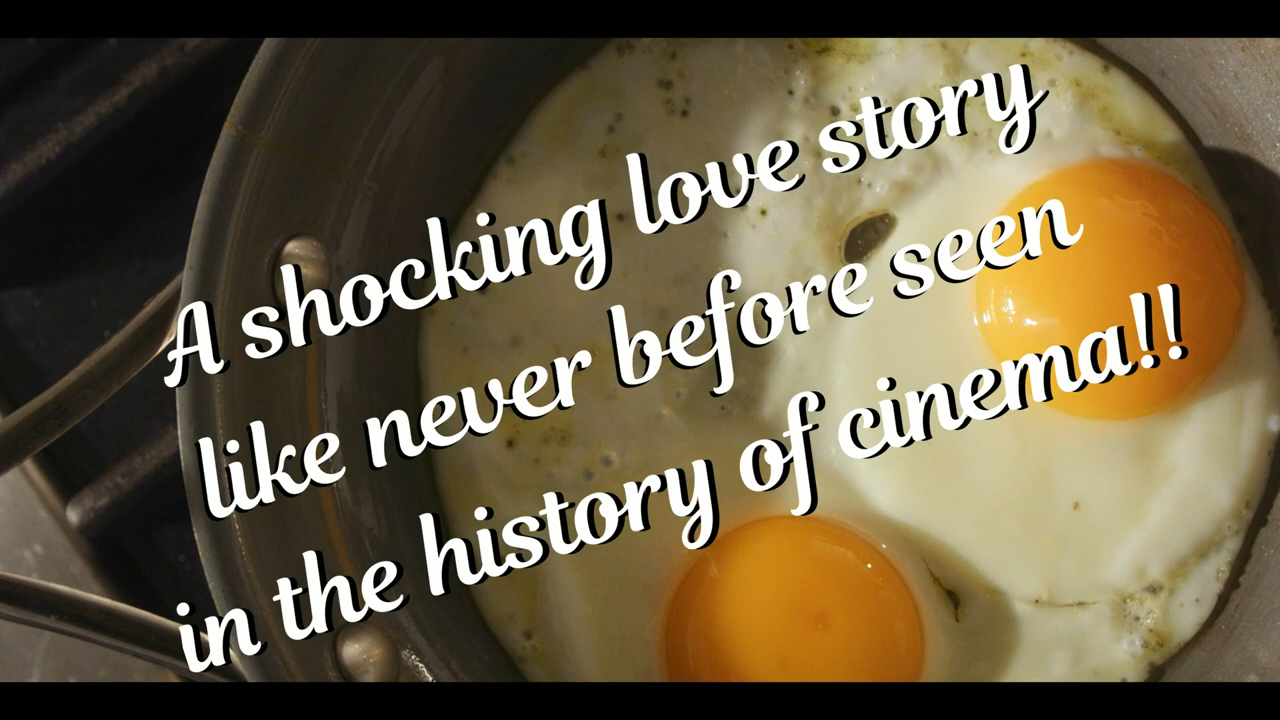 A shocking love story
like never before seen
in the history of cinema!!